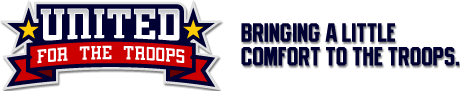 UNITED
FOR THE TROOPS
BRINGING A LITTLE
COMFORT TO THE TROOPS.